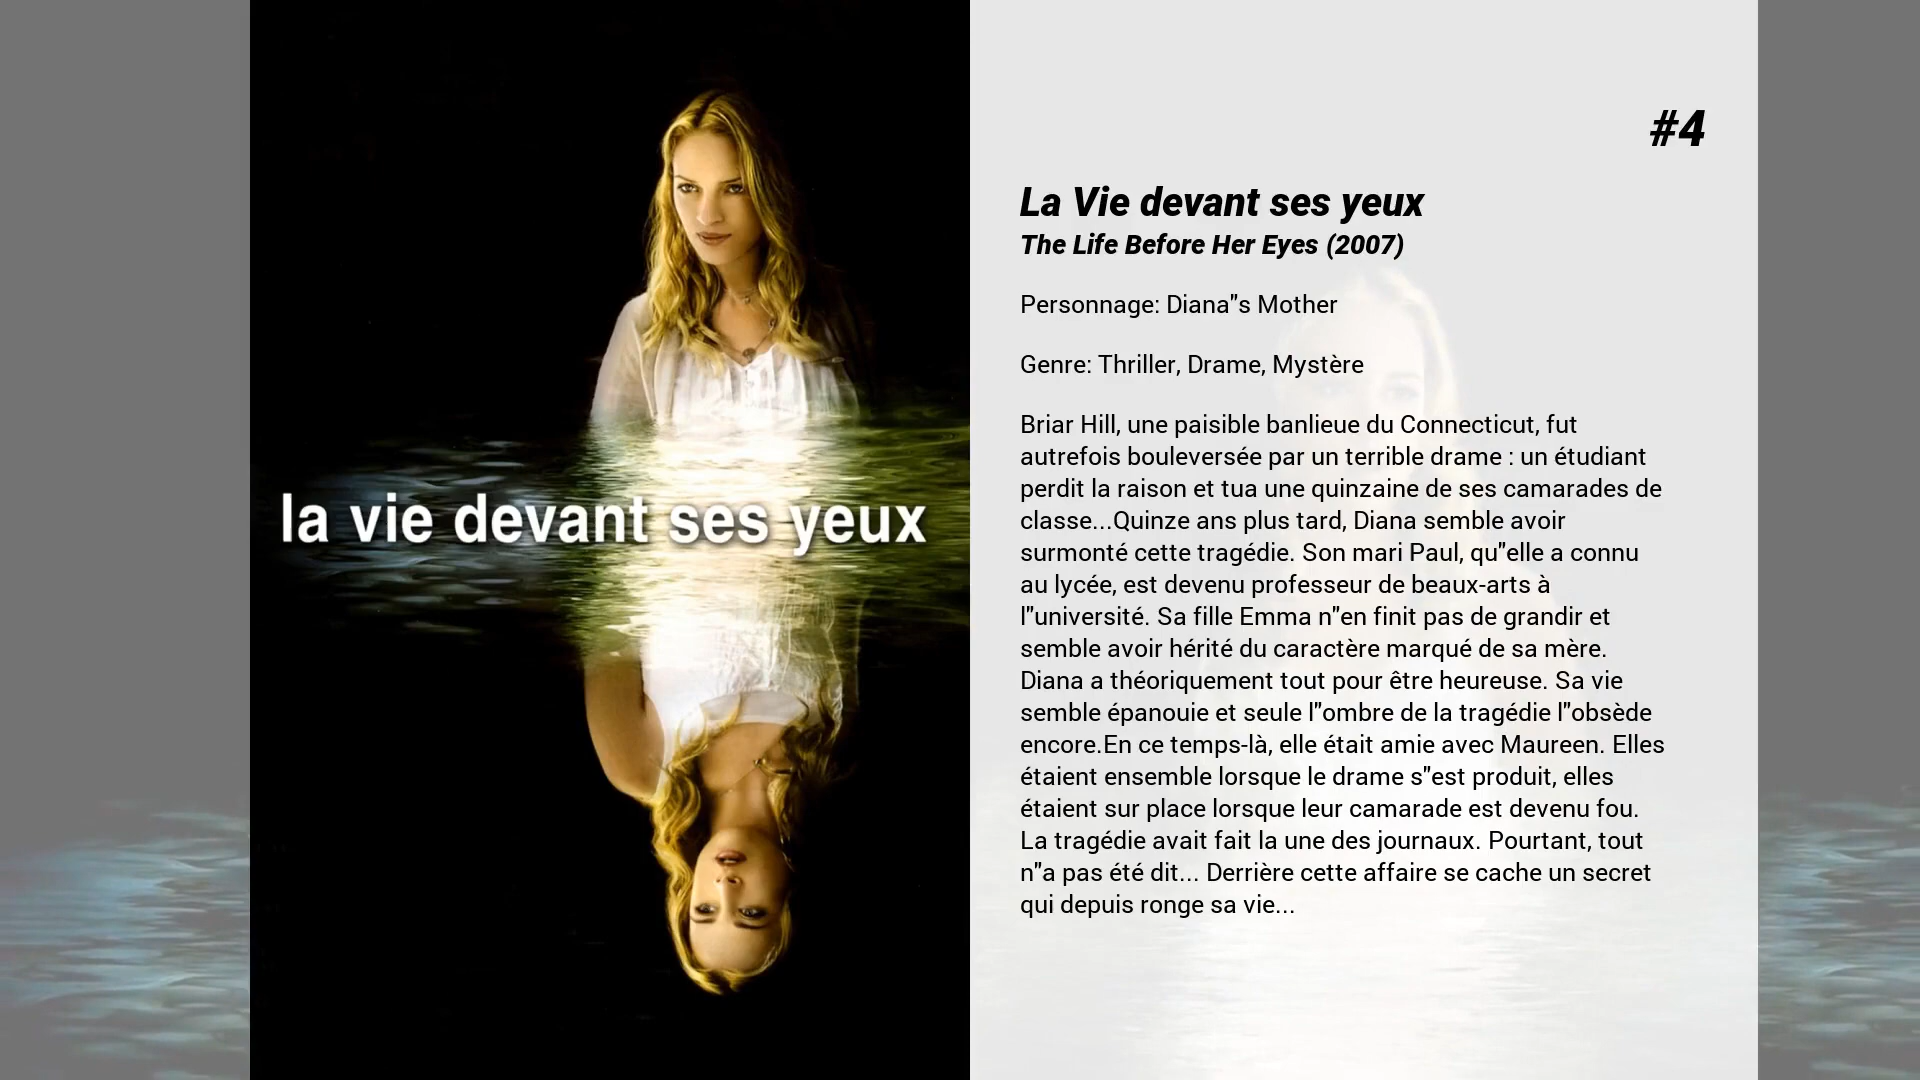 la vie devant ses yeux
#4
La Vie devant ses yeux
The Life Before Her Eyes (2007)
Personnage: Diana"s Mother
Genre: Thriller, Drame, Mystère
Briar Hill, une paisible banlieue du Connecticut, fut
autrefois bouleversée par un terrible drame : un étudiant
perdit la raison et tua une quinzaine de ses camarades de
classe...Quinze ans plus tard, Diana semble avoir
surmonté cette tragédie. Son mari Paul, qu"elle a connu
au lycée, est devenu professeur de beaux-arts à
l"université. Sa fille Emma n"en finit pas de grandir et
semble avoir hérité du caractère marqué de sa mère.
Diana a théoriquement tout pour être heureuse. Sa vie
semble épanouie et seule l"ombre de la tragédie l"obsède
encore.En ce temps-là, elle était amie avec Maureen. Elles
étaient ensemble lorsque le drame s"est produit, elles
étaient sur place lorsque leur camarade est devenu fou.
La tragédie avait fait la une des journaux. Pourtant, tout
n"a pas été dit... Derrière cette affaire se cache un secret
qui depuis ronge sa vie...